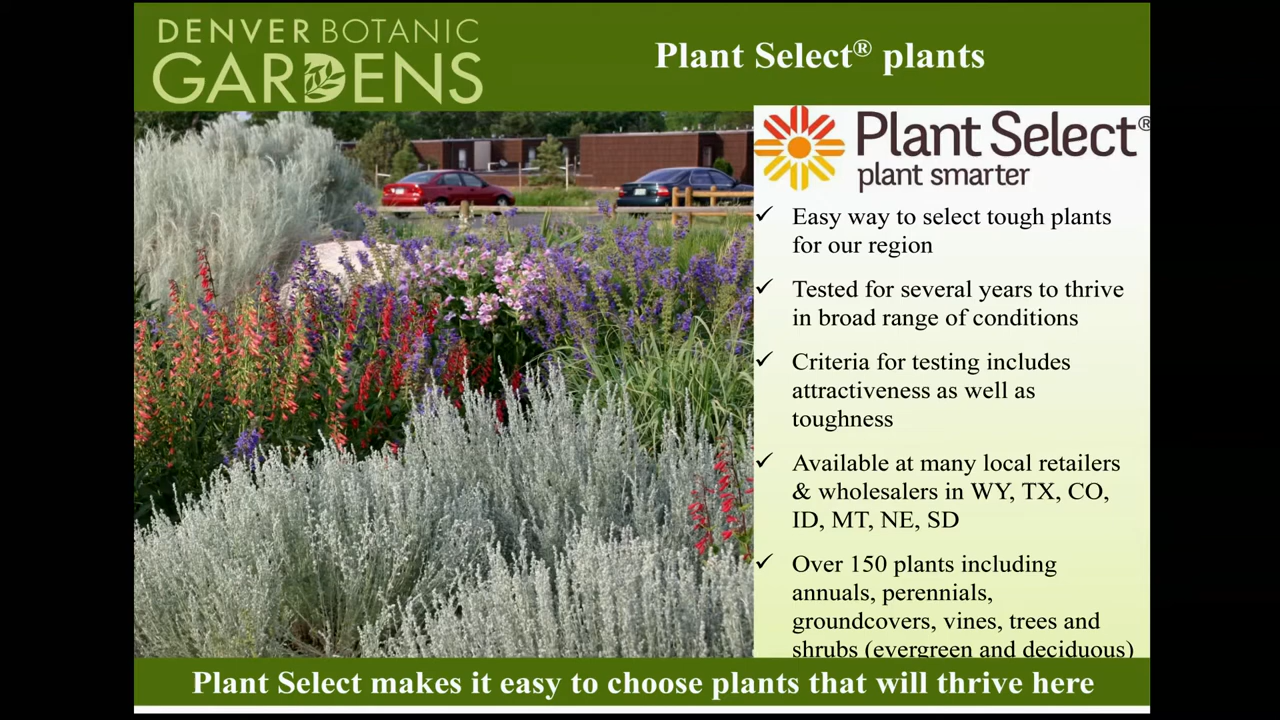 DENVER BOTANIC
GARDENS
Plant Select® plants
Plant Select®
plant smarter
✓ Easy way to select tough plants
for our region
✓ Tested for several years to thrive
in broad range of conditions
✓ Criteria for testing includes
attractiveness as well as
toughness
✓ Available at many local retailers
& wholesalers in WY, TX, CO,
ID, MT, NE, SD
✓ Over 150 plants including
annuals, perennials,
groundcovers, vines, trees and
shrubs (evergreen and deciduous)
Plant Select makes it easy to choose plants that will thrive here